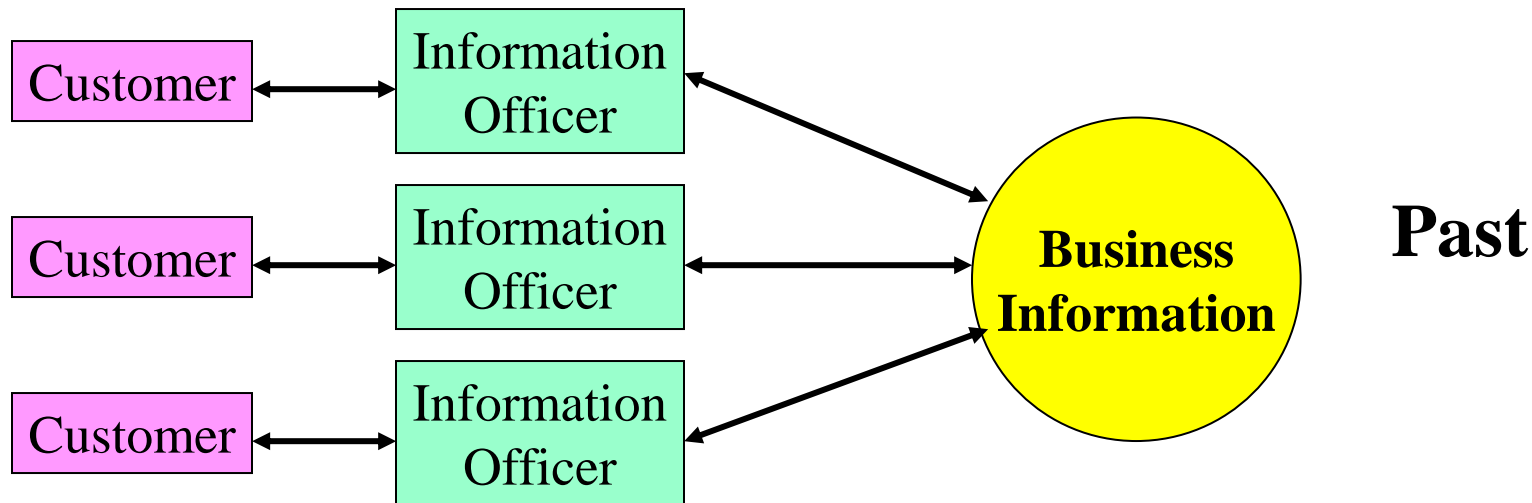 Customer
Information
Officer
Customer
Information
Officer
Business
Information
Past
Customer
Information
Officer